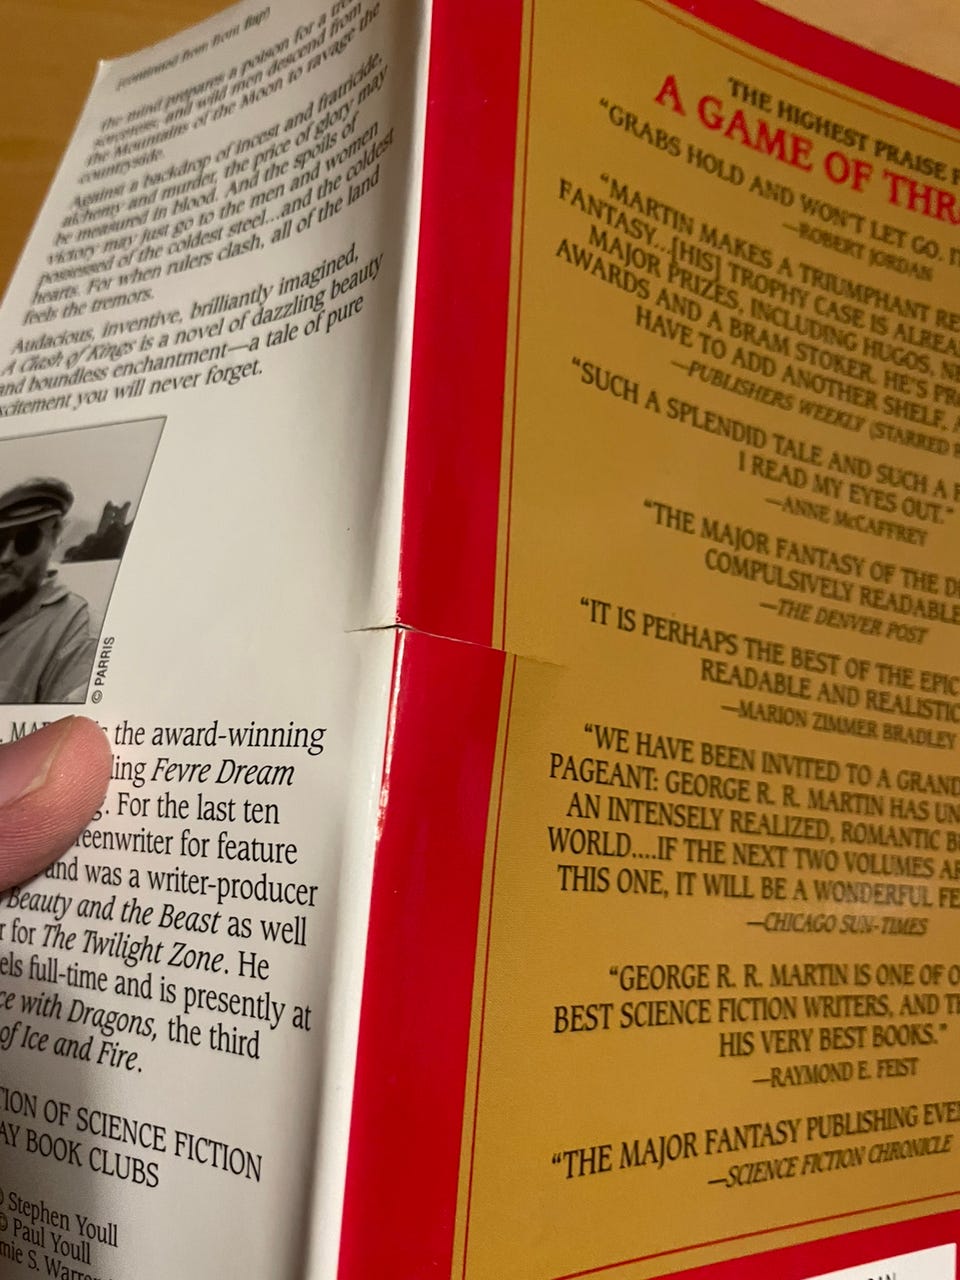 (continued from front flap)
the mind prepares a poison for a
sorceress; and wild men descend from
the Mountains of the Moon to ravage the
countryside.
Against a backdrop of incest and fratricide,
alchemy and murder, the price of glory may
be measured in blood. And the spoils of
victory may just go to the men and women
possessed of the coldest steel...and the coldest
hearts. For when rulers clash, all of the land
feels the tremors.
Audacious, inventive, brilliantly imagined,
A Clash of Kings is a novel of dazzling beauty
and boundless enchantment—a tale of pure
excitement you will never forget.
© PARRIS
the award-winning
Fevre Dream
For the last ten
for feature
and was a writer-producer
Beauty and the Beast as well
for The Twilight Zone. He
full-time and is presently at
with Dragons, the third
of Ice and Fire.
OF SCIENCE FICTION
BOOK CLUBS
© Stephen Youll
© Paul Youll
S.
THE HIGHEST PRAISE
A GAME OF
“GRABS HOLD AND WON'T LET GO.
—ROBERT JORDAN
“MARTIN MAKES A TRIUMPHANT
FANTASY...[HIS] TROPHY CASE IS
MAJOR PRIZES, INCLUDING HUGOS,
AWARDS AND A BRAM STOKER. HE'S
HAVE TO ADD ANOTHER SHELF,
—PUBLISHERS WEEKLY (STARRED
“SUCH A SPLENDID TALE AND SUCH A
I READ MY EYES OUT.”
—ANNE McCAFFREY
“THE MAJOR FANTASY OF THE
COMPULSIVELY READABLE
—THE DENVER POST
“IT IS PERHAPS THE BEST OF THE EPIC
READABLE AND REALISTIC
—MARION ZIMMER BRADLEY
“WE HAVE BEEN INVITED TO A GRAND
PAGEANT: GEORGE R. R. MARTIN HAS
AN INTENSELY REALIZED, ROMANTIC
WORLD....IF THE NEXT TWO VOLUMES
THIS ONE, IT WILL BE A WONDERFUL
—CHICAGO SUN-TIMES
“GEORGE R. R. MARTIN IS ONE OF
BEST SCIENCE FICTION WRITERS, AND
HIS VERY BEST BOOKS.”
—RAYMOND E. FEIST
“THE MAJOR FANTASY PUBLISHING
—SCIENCE FICTION CHRONICLE